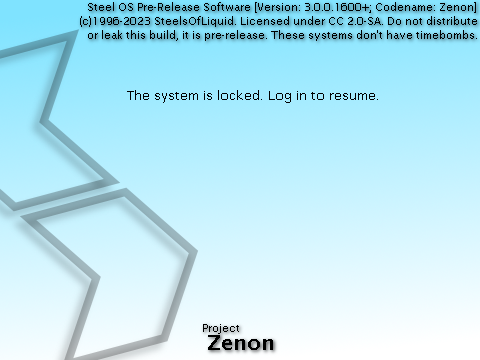 Steel OS Pre-Release Software [Version: 3.0.0.1600+; Codename: Zenon]
(c)1996-2023 SteelsOfLiquid. Licensed under CC 2.0-SA. Do not distribute
or leak this build, it is pre-release. These systems don't have timebombs.
The system is locked. Log in to resume.
Project
Zenon